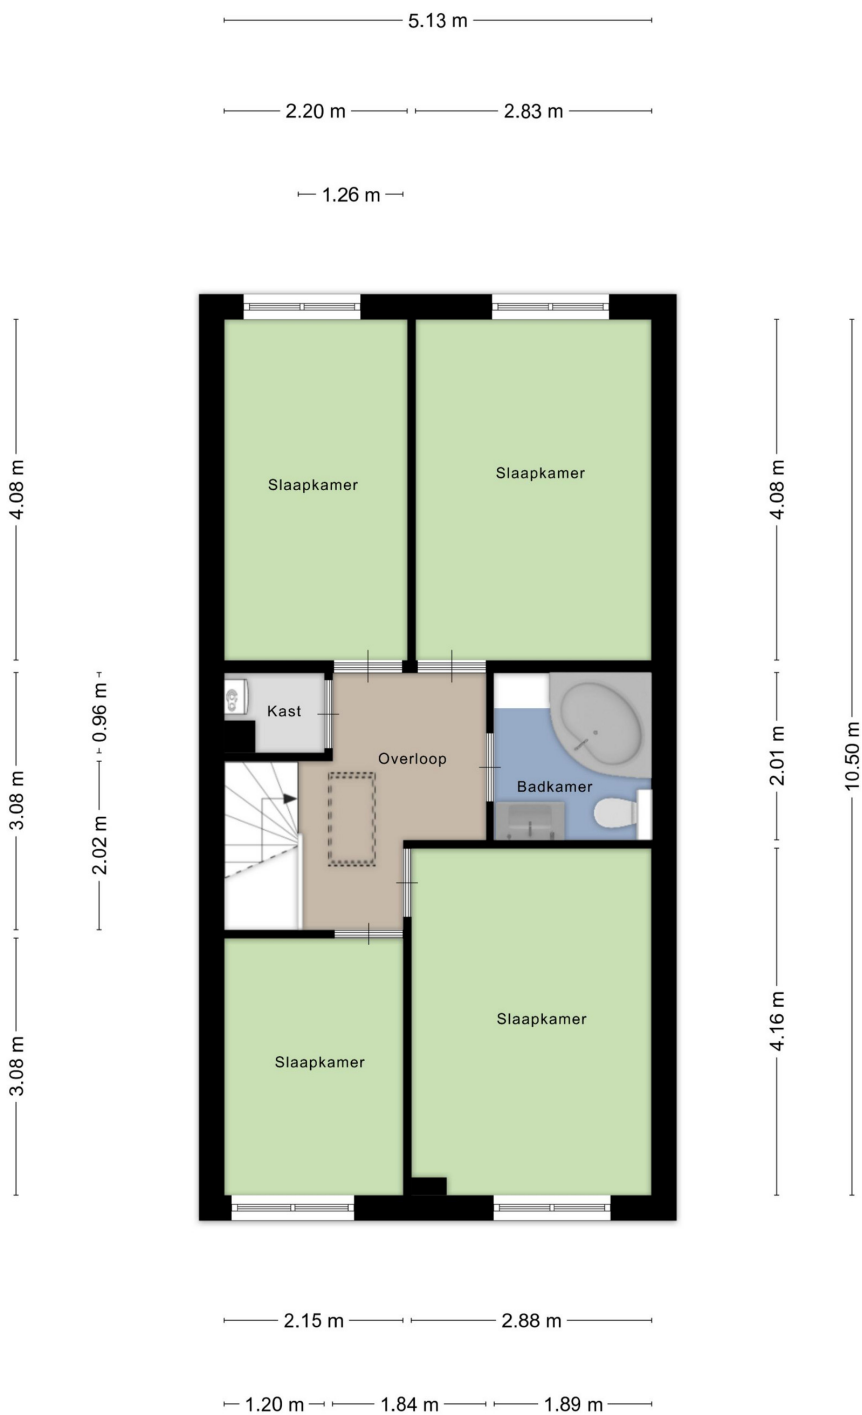 5.13 m
2.20 m
2.83 m
1.26 m
Slaapkamer
Slaapkamer
4.08 m
4.08 m
Kast
0.96 m
Overloop
Badkamer
2.01 m
10.50 m
3.08 m
2.02 m
Slaapkamer
Slaapkamer
4.16 m
3.08 m
2.15 m
2.88 m
1.20 m
1.84 m
1.89 m